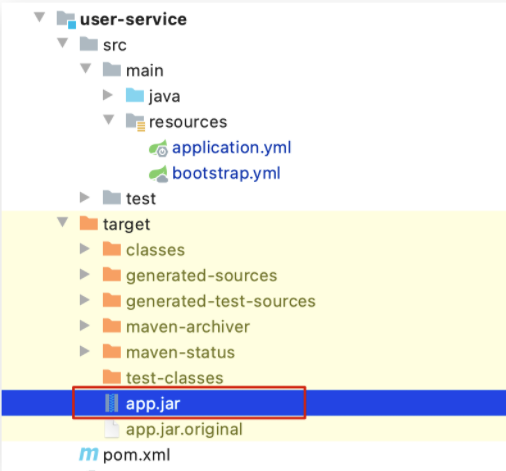 user-service
src
main
java
resources
application.yml
bootstrap.yml
test
target
classes
generated-sources
generated-test-sources
maven-archiver
maven-status
test-classes
app.jar
app.jar.original
m pom.xml